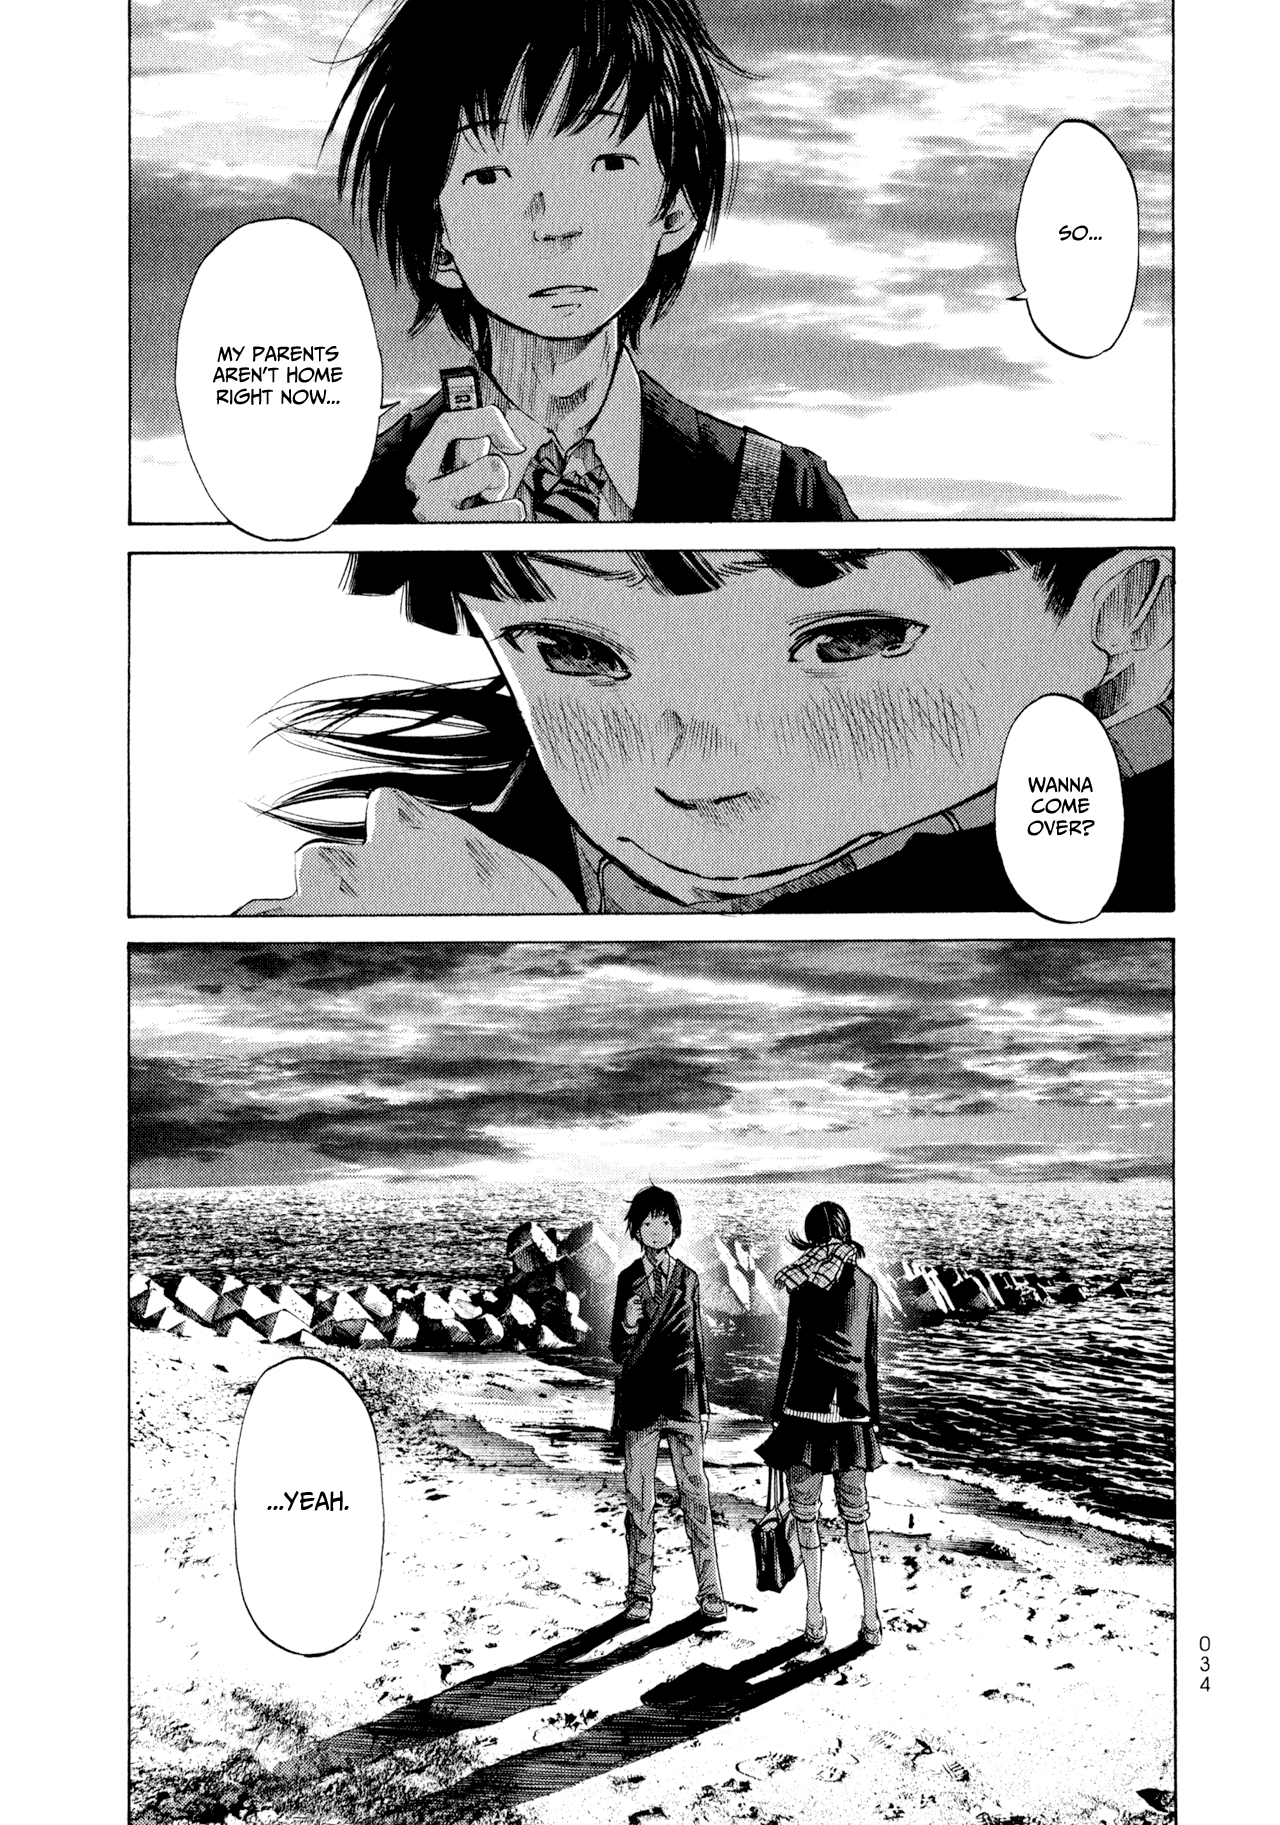 SO...
MY PARENTS
AREN'T HOME
RIGHT NOW...
WANNA
COME
OVER?
...YEAH.
034